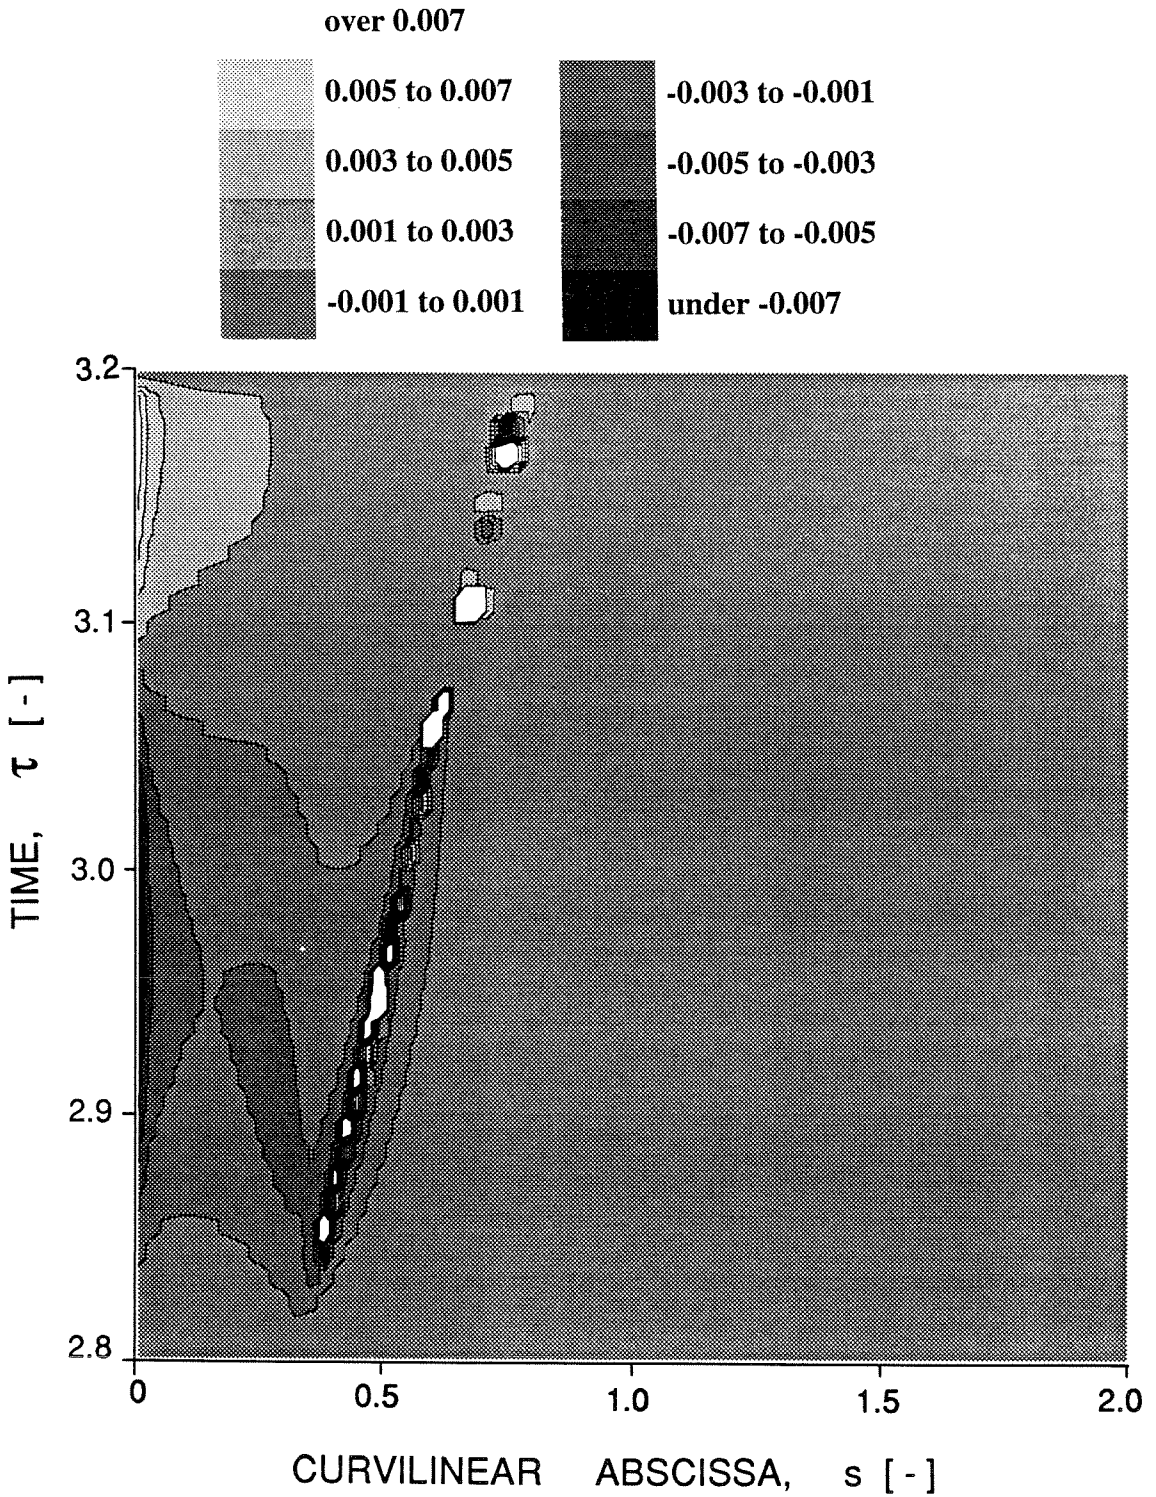 over 0.007
0.005 to 0.007
0.003 to 0.005
0.001 to 0.003
-0.001 to 0.001
-0.003 to -0.001
-0.005 to -0.003
-0.007 to -0.005
under -0.007
3.2
3.1
3.0
2.9
2.8
TIME, τ [-]
0
0.5
1.0
1.5
2.0
CURVILINEAR ABSCISSA, s [-]